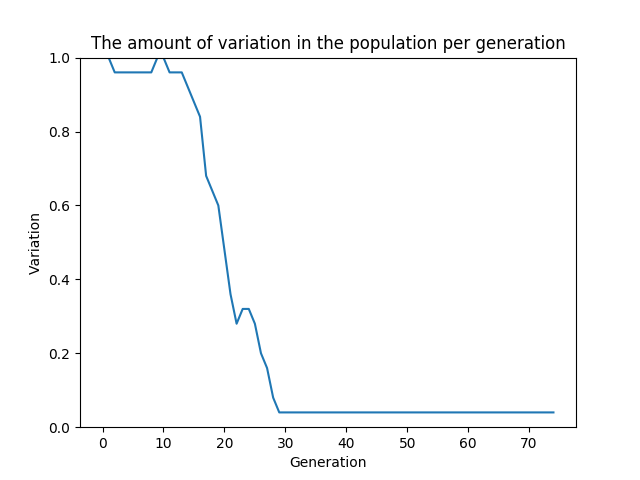 The amount of variation in the population per generation
1.0
0.8
0.6
0.4
0.2
0.0
Variation
0 10 20 30 40 50 60 70
Generation